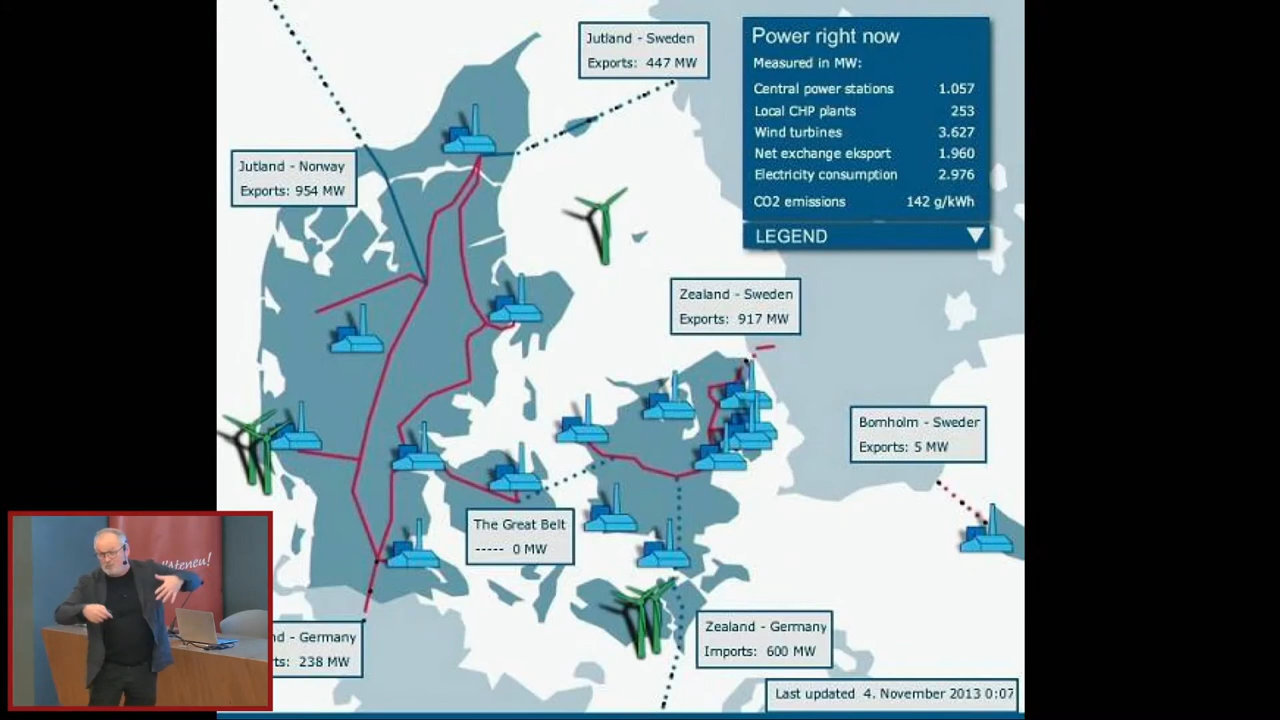 Jutland - Sweden
Exports: 447 MW
Power right now
Measured in MW:
Central power stations 1.057
Local CHP plants 253
Wind turbines 3.627
Net exchange eksport 1.960
Electricity consumption 2.976
CO2 emissions 142 g/kWh
LEGEND
Jutland - Norway
Exports: 954 MW
Zealand - Sweden
Exports: 917 MW
Bornholm - Sweder
Exports: 5 MW
The Great Belt
----- 0 MW
nd - Germany
ts: 238 MW
Zealand - Germany
Imports: 600 MW
Last updated 4. November 2013 0:07